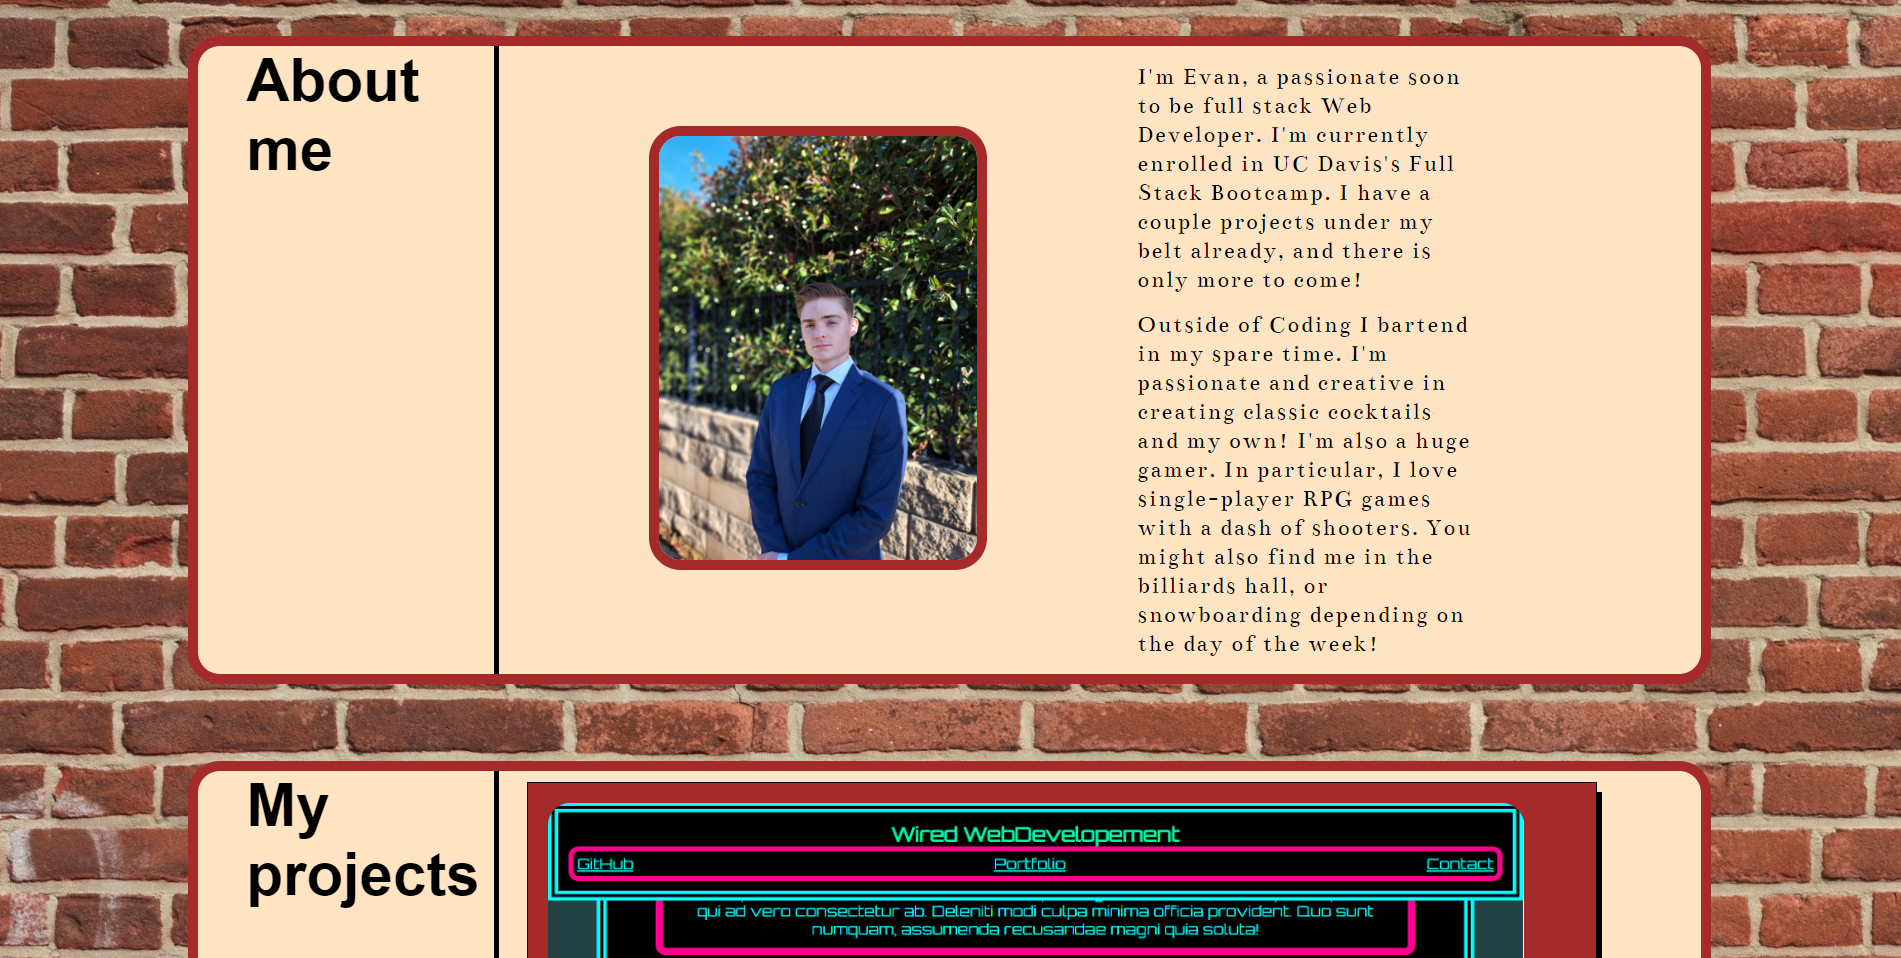 About
me
I'm Evan, a passionate soon
to be full stack Web
Developer. I'm currently
enrolled in UC Davis's Full
Stack Bootcamp. I have a
couple projects under my
belt already, and there is
only more to come!
Outside of Coding I bartend
in my spare time. I'm
passionate and creative in
creating classic cocktails
and my own! I'm also a huge
gamer. In particular, I love
single-player RPG games
with a dash of shooters. You
might also find me in the
billiards hall, or
snowboarding depending on
the day of the week!
My
projects
Wired WebDevelopement
GitHub Portfolio Contact
qui ad vero consectetur ab. Deleniti modi culpa minima officia provident. Quo sunt
numquam, assumenda recusandae magni quia soluta!